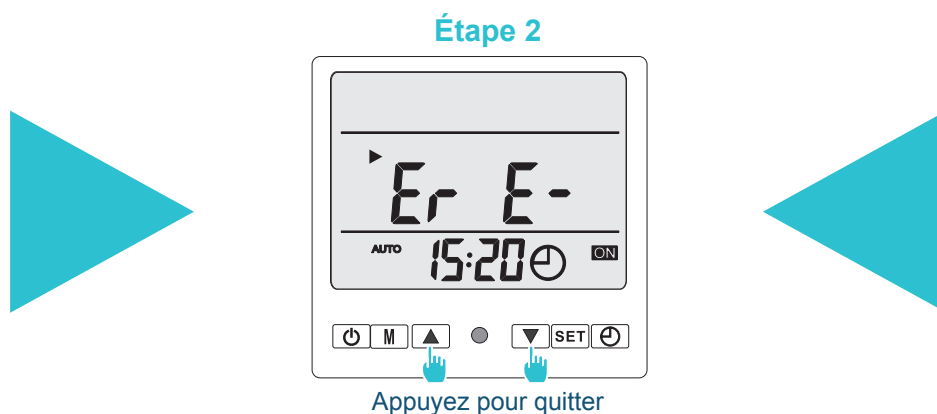 Étape 2
Er E-
AUTO 15:20 ON
M SET
Appuyez pour quitter